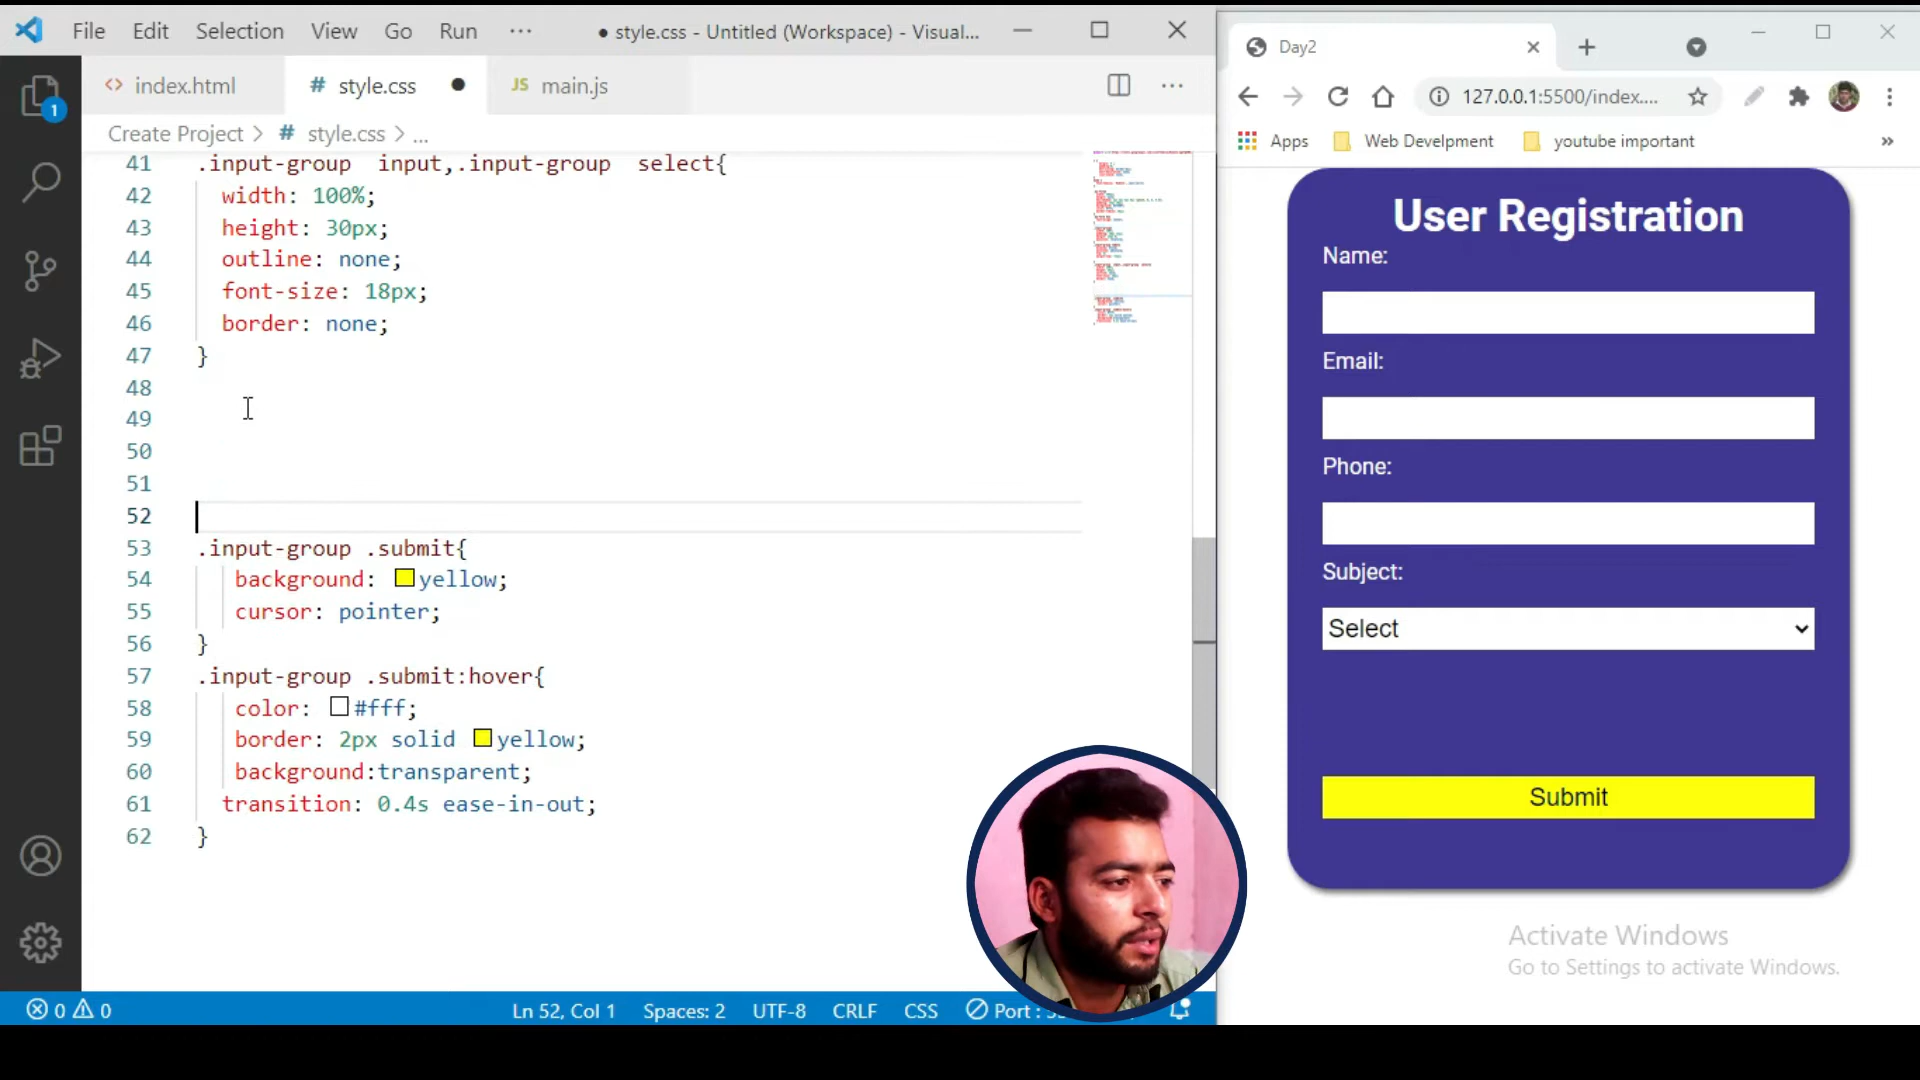 File Edit Selection View Go Run ··· ● style.css - Untitled (Workspace) - Visual...
<> index.html # style.css ● JS main.js ···
Create Project > # style.css > ...
41 .input-group  input,.input-group  select{
42 width: 100%;
43 height: 30px;
44 outline: none;
45 font-size: 18px;
46 border: none;
47 }
48
49
50
51
52
53 .input-group .submit{
54 background: yellow;
55 cursor: pointer;
56 }
57 .input-group .submit:hover{
58 color: #fff;
59 border: 2px solid yellow;
60 background:transparent;
61 transition: 0.4s ease-in-out;
62 }
1
0 0 Ln 52, Col 1 Spaces: 2 UTF-8 CRLF CSS Port :
Day2
127.0.0.1:5500/index....
Apps Web Develpment youtube important »
User Registration
Name:
Email:
Phone:
Subject:
Select
Submit
Activate Windows
Go to Settings to activate Windows.